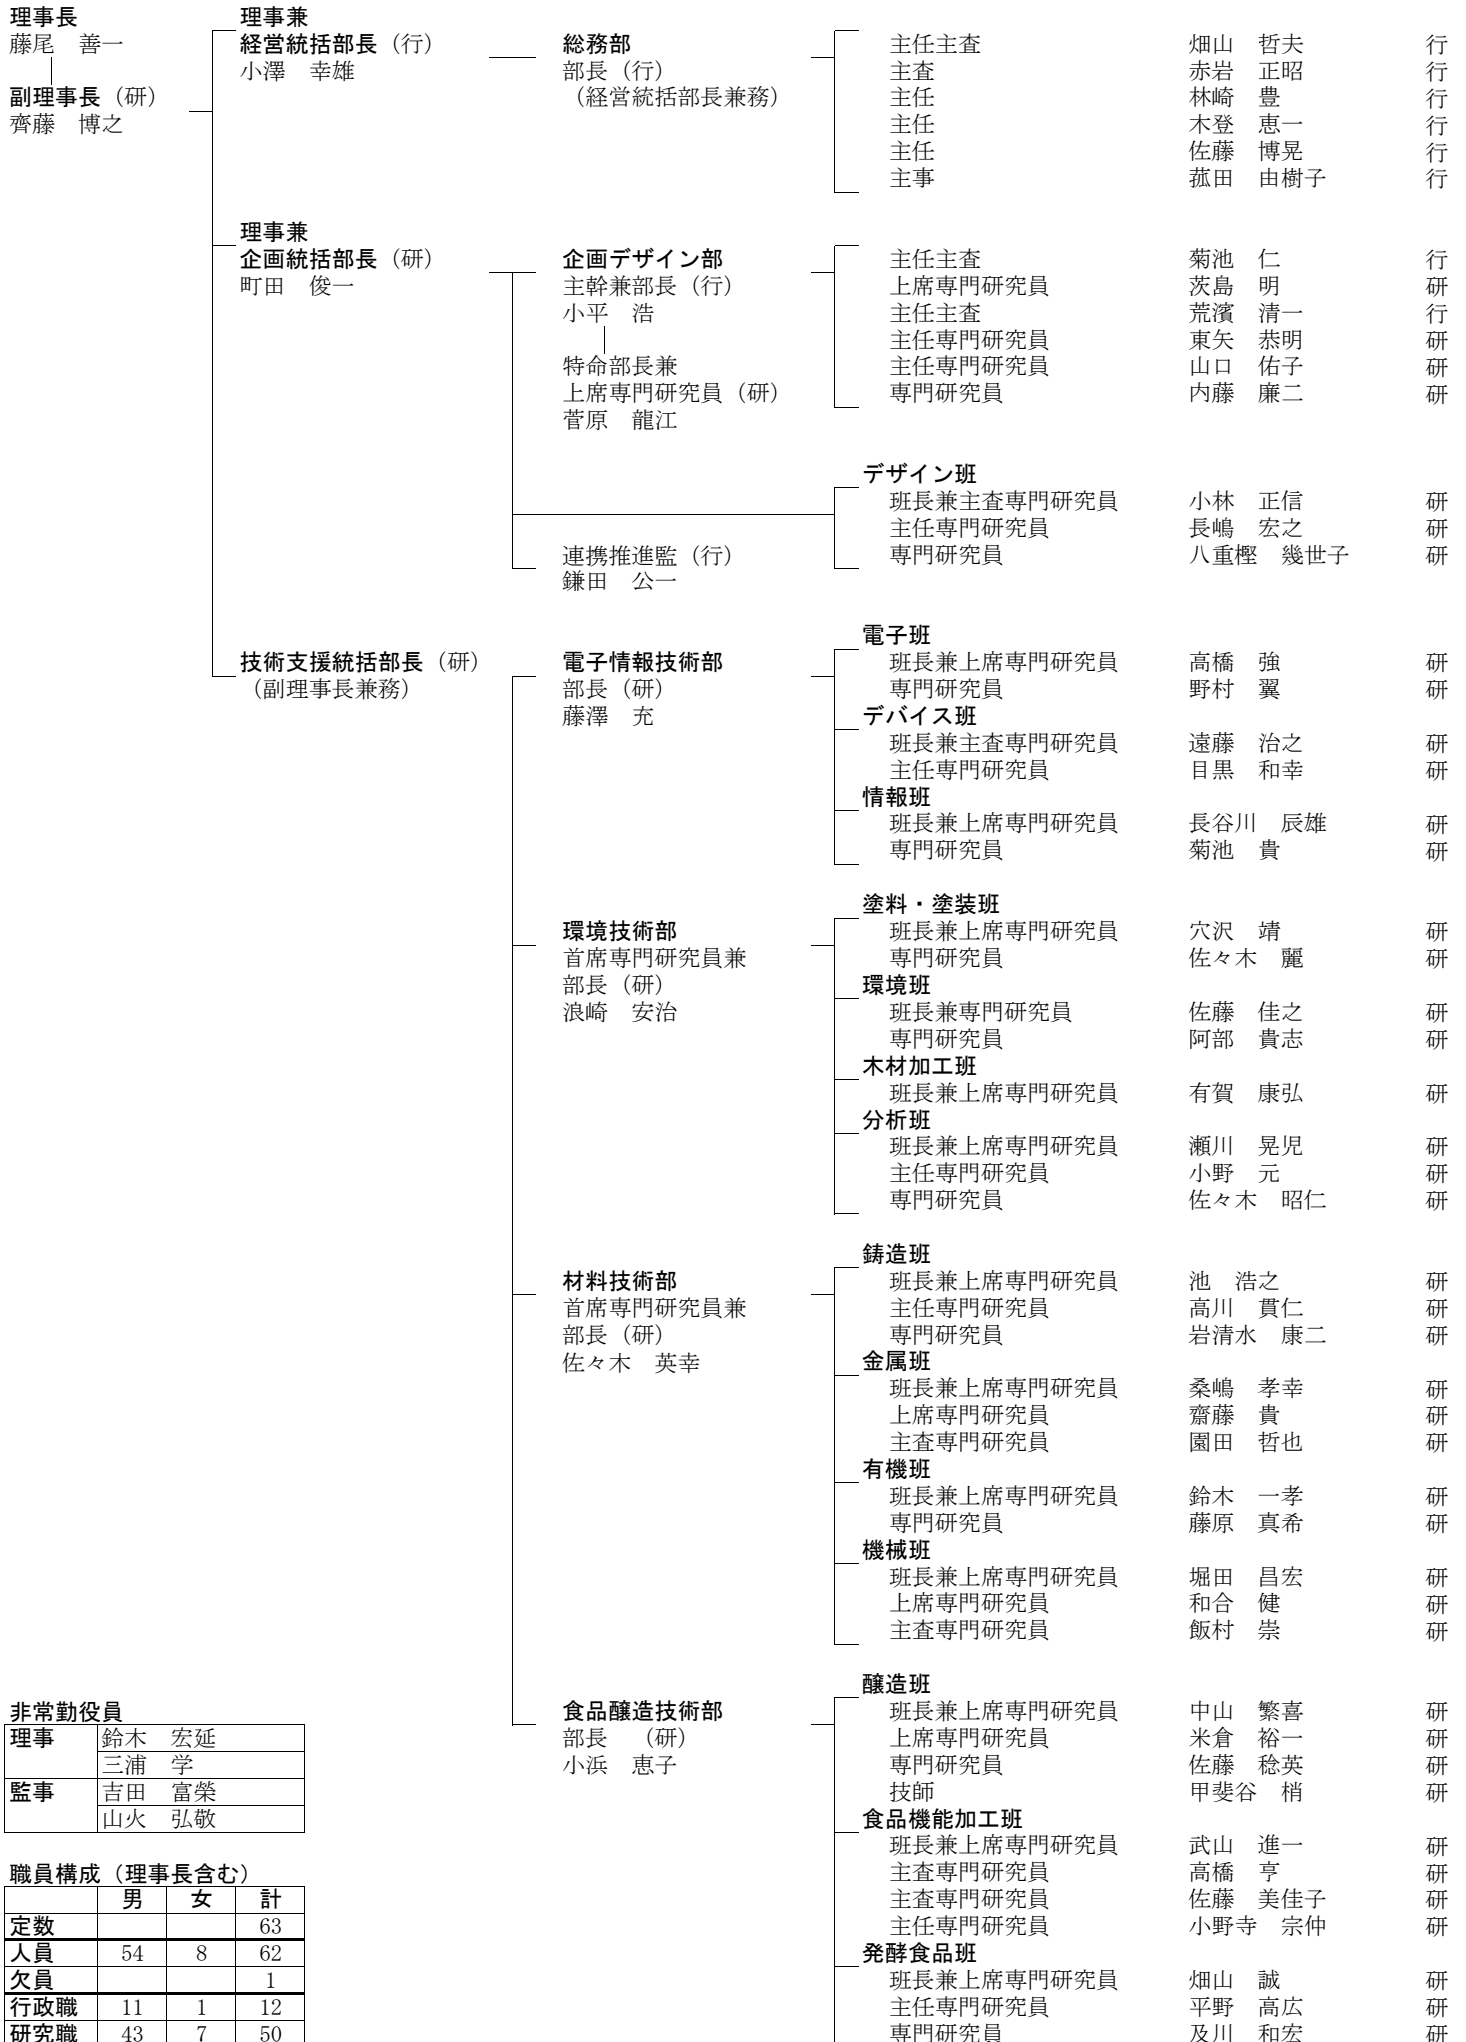 理事長
藤尾　善一
副理事長（研）
齊藤　博之
理事兼
経営統括部長（行）
小澤　幸雄
総務部
部長（行）
（経営統括部長兼務）
主任主査　畑山　哲夫　行
主査　赤岩　正昭　行
主任　林崎　豊　行
主任　木登　恵一　行
主任　佐藤　博晃　行
主事　菰田　由樹子　行
理事兼
企画統括部長（研）
町田　俊一
企画デザイン部
主幹兼部長（行）
小平　浩
特命部長兼
上席専門研究員（研）
菅原　龍江
主任主査　菊池　仁　行
上席専門研究員　茨島　明　研
主任主査　荒濱　清一　行
主任専門研究員　東矢　恭明　研
主任専門研究員　山口　佑子　研
専門研究員　内藤　廉二　研
デザイン班
班長兼主査専門研究員　小林　正信　研
主任専門研究員　長嶋　宏之　研
専門研究員　八重樫　幾世子　研
連携推進監（行）
鎌田　公一
技術支援統括部長（研）
（副理事長兼務）
電子情報技術部
部長（研）
藤澤　充
電子班
班長兼上席専門研究員　高橋　強　研
専門研究員　野村　翼　研
デバイス班
班長兼主査専門研究員　遠藤　治之　研
主任専門研究員　目黒　和幸　研
情報班
班長兼上席専門研究員　長谷川　辰雄　研
専門研究員　菊池　貴　研
環境技術部
首席専門研究員兼
部長（研）
浪崎　安治
塗料・塗装班
班長兼上席専門研究員　穴沢　靖　研
専門研究員　佐々木　麗　研
環境班
班長兼専門研究員　佐藤　佳之　研
専門研究員　阿部　貴志　研
木材加工班
班長兼上席専門研究員　有賀　康弘　研
分析班
班長兼上席専門研究員　瀬川　晃児　研
主任専門研究員　小野　元　研
専門研究員　佐々木　昭仁　研
材料技術部
首席専門研究員兼
部長（研）
佐々木　英幸
鋳造班
班長兼上席専門研究員　池　浩之　研
主任専門研究員　高川　貫仁　研
専門研究員　岩清水　康二　研
金属班
班長兼上席専門研究員　桑嶋　孝幸　研
上席専門研究員　齋藤　貴　研
主査専門研究員　園田　哲也　研
有機班
班長兼上席専門研究員　鈴木　一孝　研
専門研究員　藤原　真希　研
機械班
班長兼上席専門研究員　堀田　昌宏　研
上席専門研究員　和合　健　研
主査専門研究員　飯村　崇　研
食品醸造技術部
部長　（研）
小浜　恵子
醸造班
班長兼上席専門研究員　中山　繁喜　研
上席専門研究員　米倉　裕一　研
専門研究員　佐藤　稔英　研
技師　甲斐谷　梢　研
食品機能加工班
班長兼上席専門研究員　武山　進一　研
主査専門研究員　高橋　亨　研
主査専門研究員　佐藤　美佳子　研
主任専門研究員　小野寺　宗仲　研
発酵食品班
班長兼上席専門研究員　畑山　誠　研
主任専門研究員　平野　高広　研
専門研究員　及川　和宏　研
非常勤役員
理事　鈴木　宏延
三浦　学
監事　吉田　富榮
山火　弘敬
職員構成（理事長含む）
男　女　計
定数　63
人員　54　8　62
欠員　1
行政職　11　1　12
研究職　43　7　50